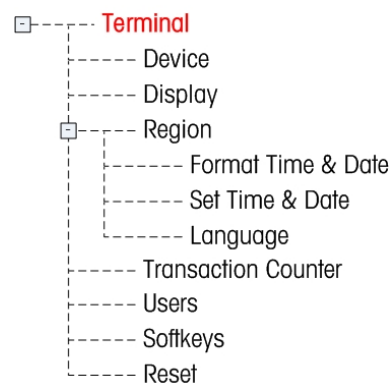 Terminal
Device
Display
Region
Format Time & Date
Set Time & Date
Language
Transaction Counter
Users
Softkeys
Reset